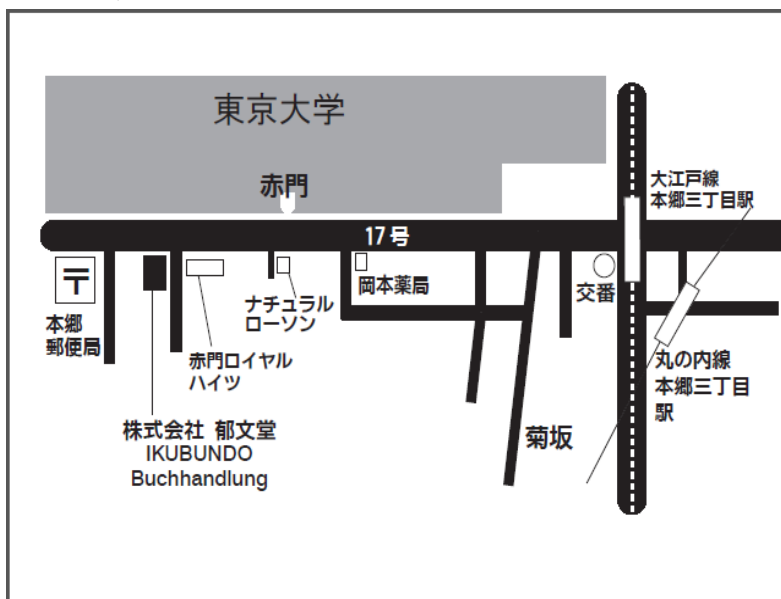 東京大学
赤門
大江戸線
本郷三丁目駅
17号
〒
本郷
郵便局
赤門ロイヤル
ハイツ
ナチュラル
ローソン
岡本薬局
交番
丸の内線
本郷三丁目
駅
菊坂
株式会社 郁文堂
IKUBUNDO
Buchhandlung